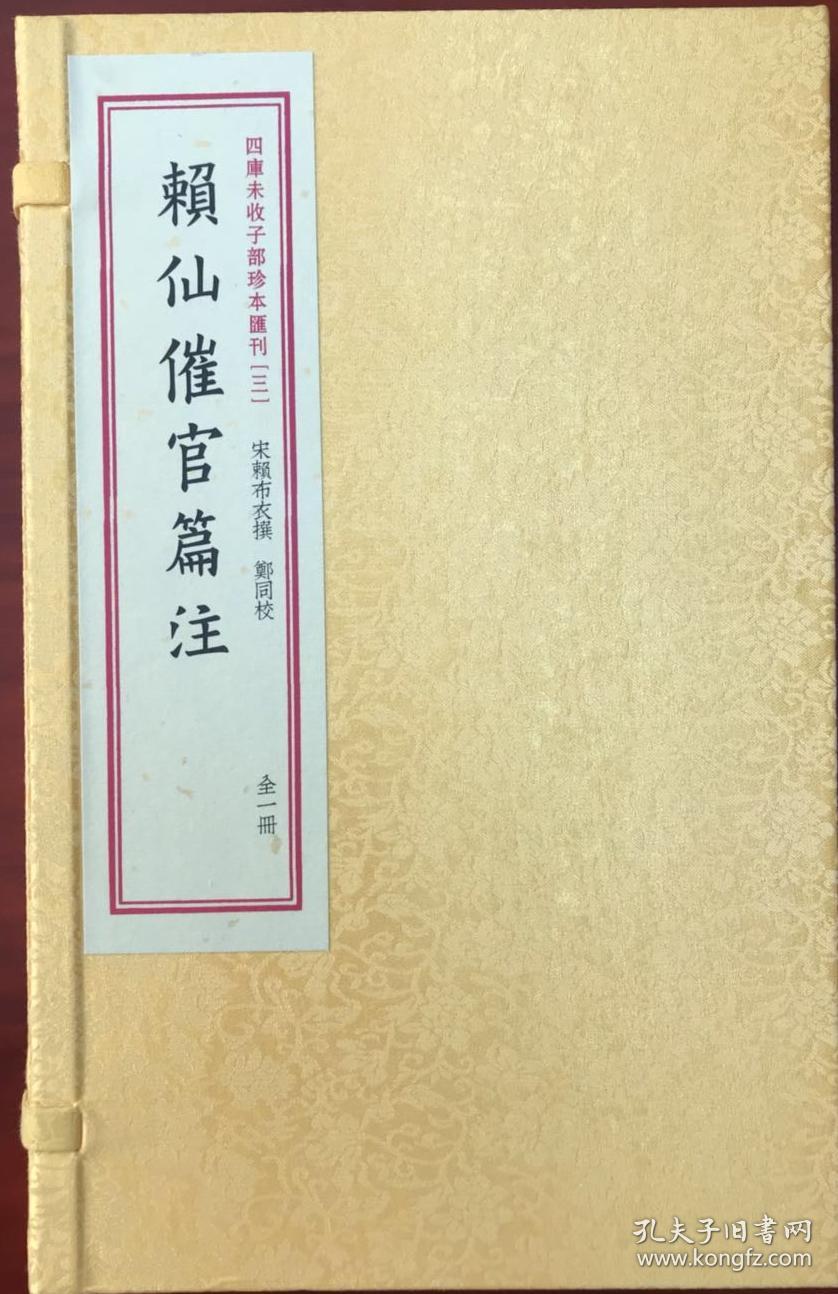 四庫未收子部珍本匯刊[三]
宋賴布衣撰 鄭同校
賴仙催官篇注
全一冊
孔夫子旧书网
www.kongfz.com